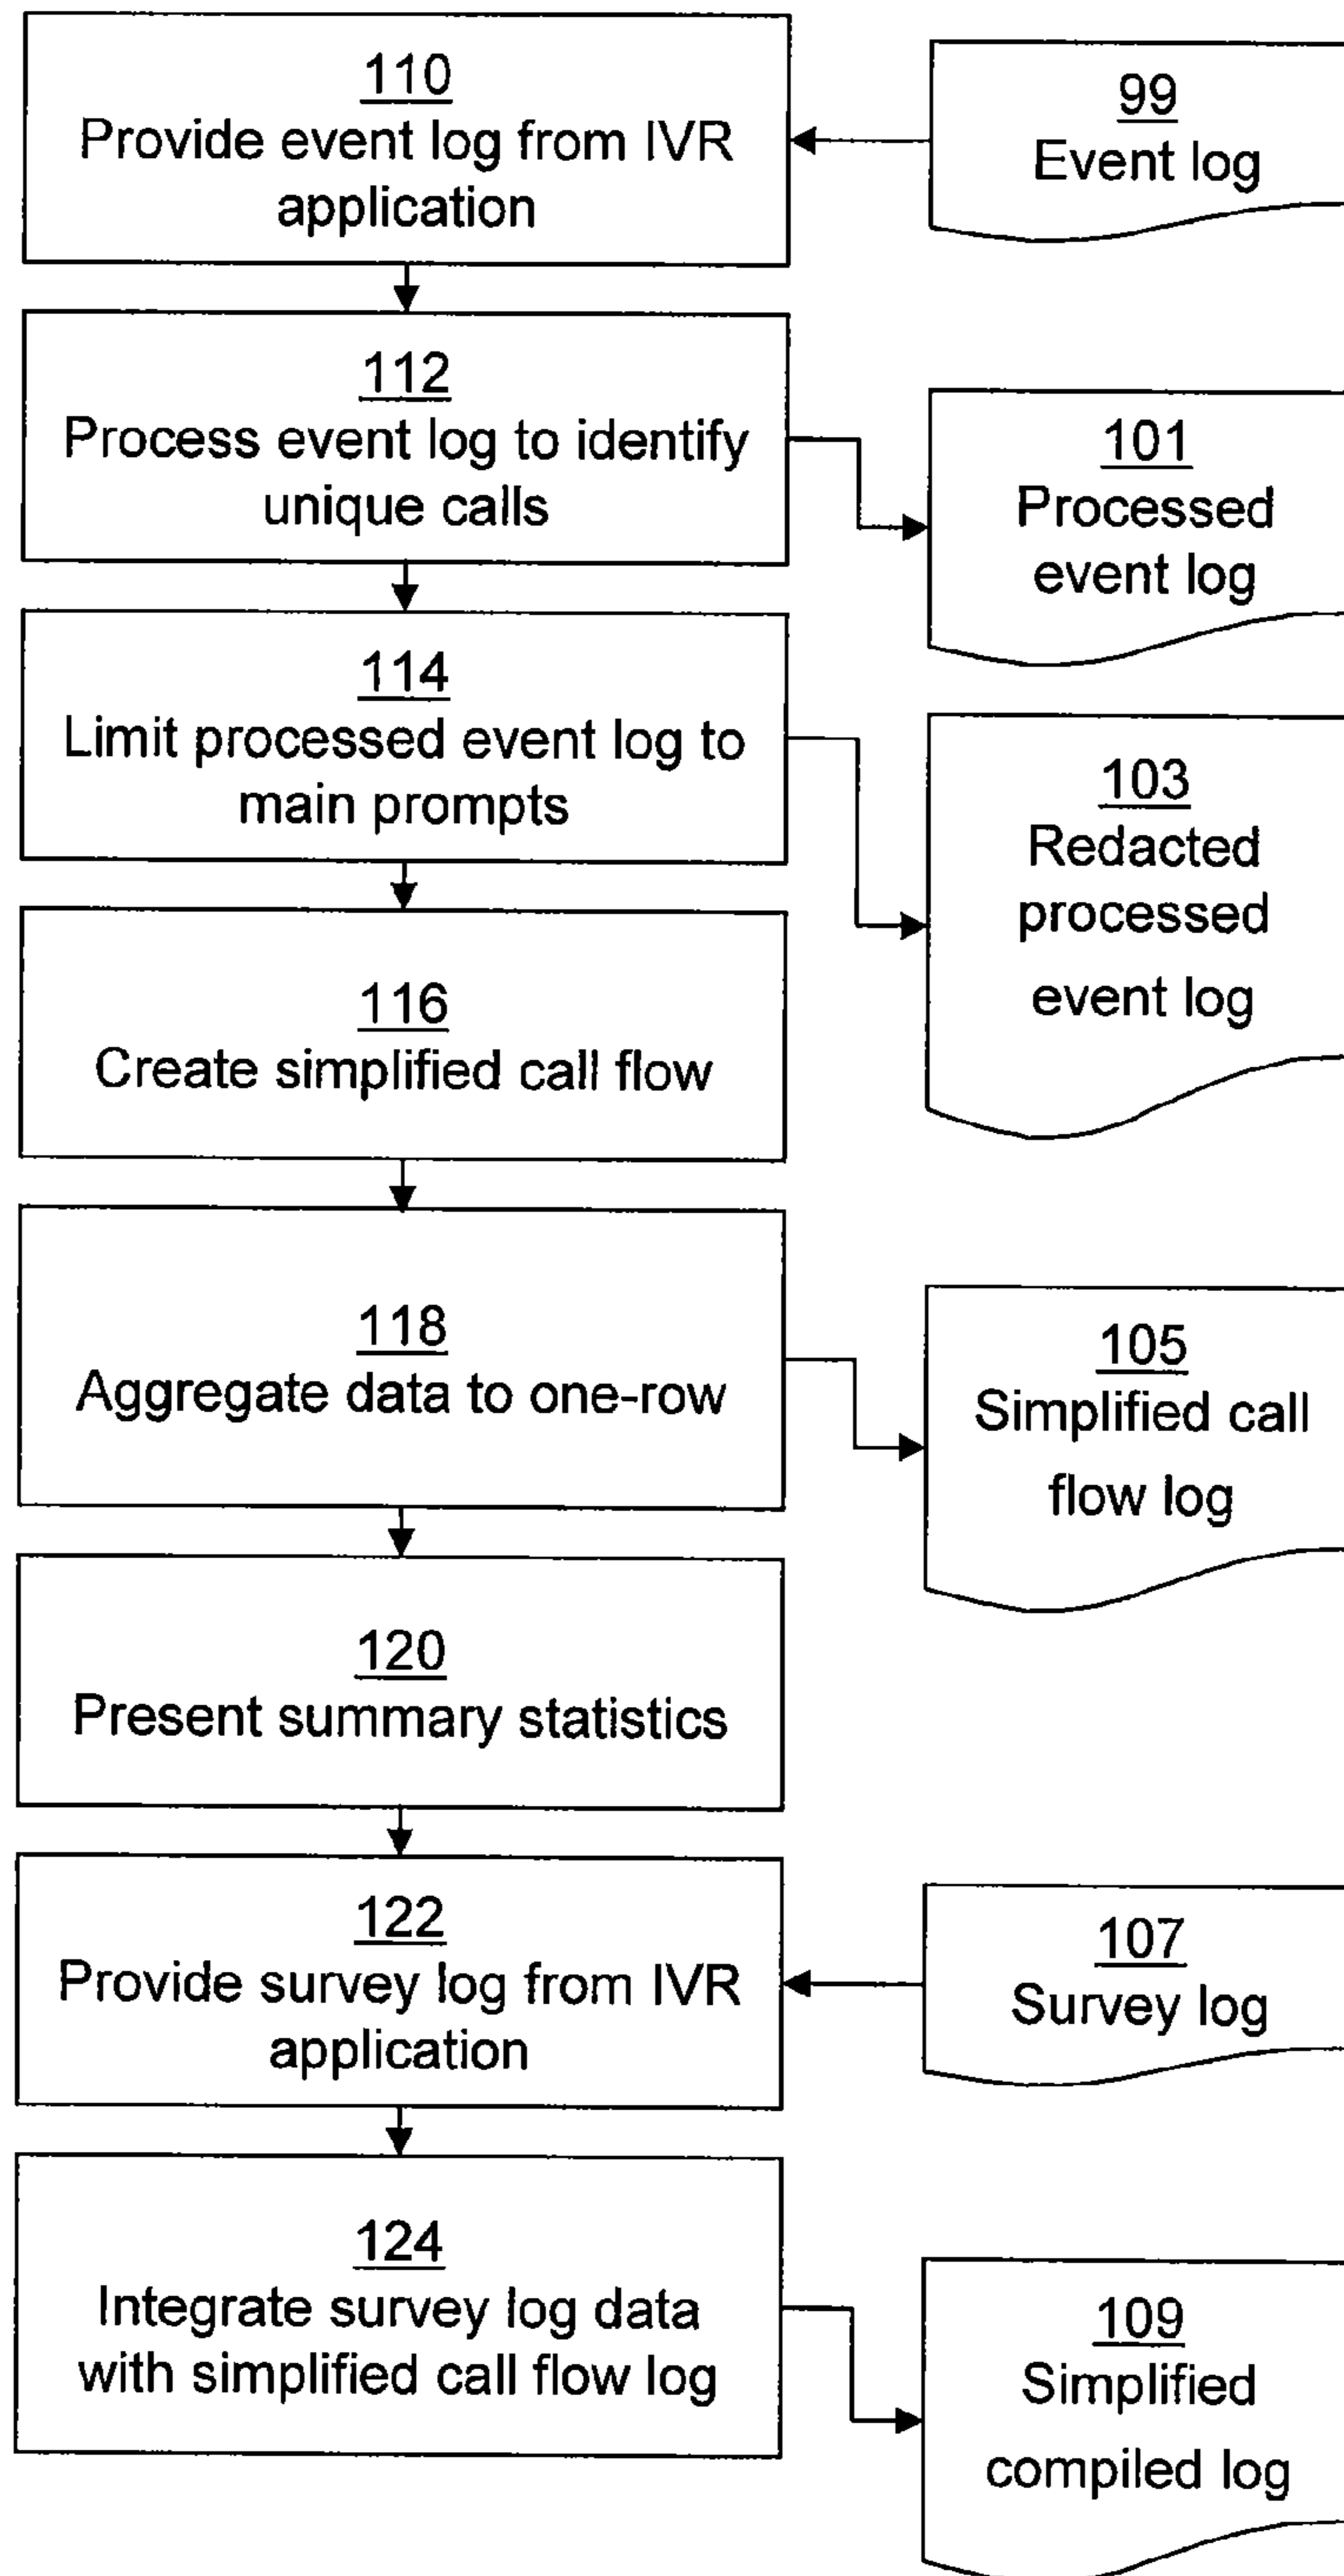 110
Provide event log from IVR
application
99
Event log
112
Process event log to identify
unique calls
101
Processed
event log
114
Limit processed event log to
main prompts
103
Redacted
processed
event log
116
Create simplified call flow
118
Aggregate data to one-row
105
Simplified call
flow log
120
Present summary statistics
122
Provide survey log from IVR
application
107
Survey log
124
Integrate survey log data
with simplified call flow log
109
Simplified
compiled log